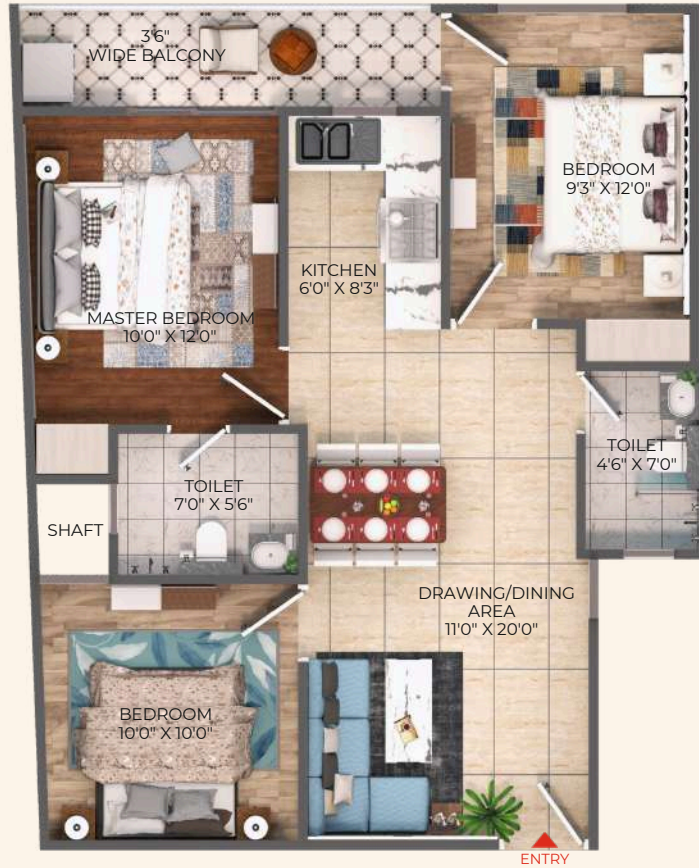 3'6"
WIDE BALCONY
BEDROOM
9'3" X 12'0"
KITCHEN
6'0" X 8'3"
MASTER BEDROOM
10'0" X 12'0"
TOILET
4'6" X 7'0"
TOILET
7'0" X 5'6"
SHAFT
DRAWING/DINING
AREA
11'0" X 20'0"
BEDROOM
10'0" X 10'0"
ENTRY